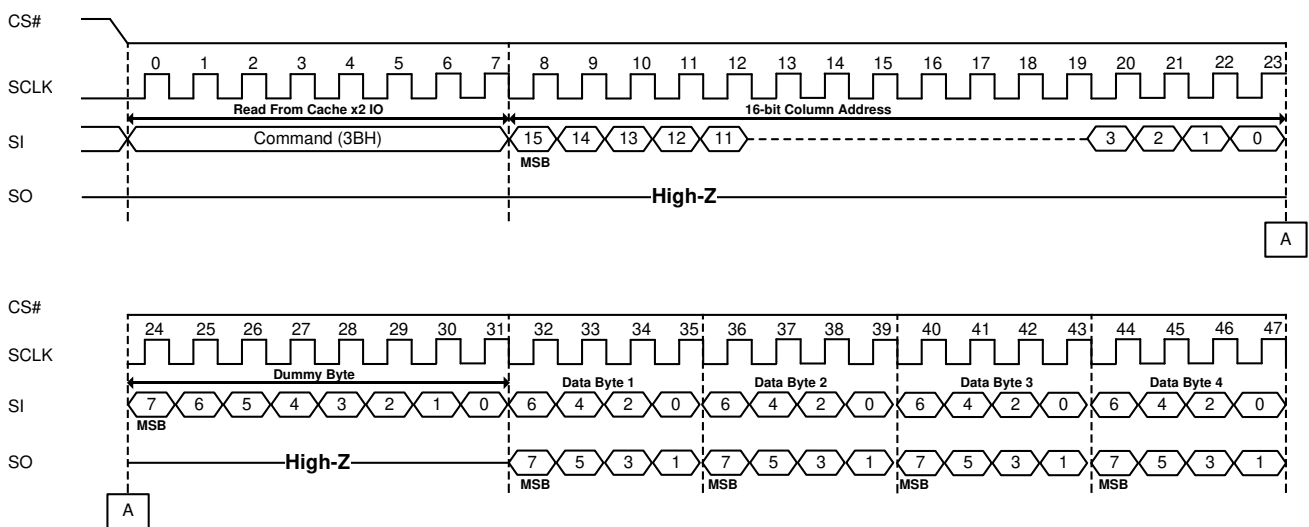 CS#
0 1 2 3 4 5 6 7 8 9 10 11 12 13 14 15 16 17 18 19 20 21 22 23
SCLK
Read From Cache x2 IO 16-bit Column Address
SI Command (3BH) 15 14 13 12 11 3 2 1 0
MSB
SO High-Z
A
CS#
24 25 26 27 28 29 30 31 32 33 34 35 36 37 38 39 40 41 42 43 44 45 46 47
SCLK
Dummy Byte Data Byte 1 Data Byte 2 Data Byte 3 Data Byte 4
SI 7 6 5 4 3 2 1 0 6 4 2 0 6 4 2 0 6 4 2 0 6 4 2 0
MSB
SO High-Z 7 5 3 1 7 5 3 1 7 5 3 1 7 5 3 1
MSB MSB MSB MSB
A